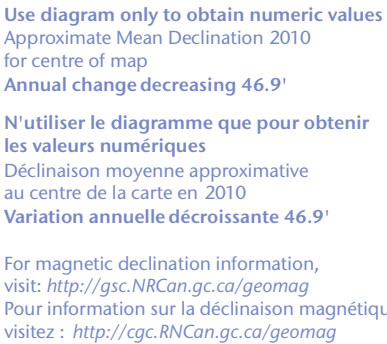 Use diagram only to obtain numeric values
Approximate Mean Declination 2010
for centre of map
Annual change decreasing 46.9'
N'utiliser le diagramme que pour obtenir
les valeurs numériques
Déclinaison moyenne approximative
au centre de la carte en 2010
Variation annuelle décroissante 46.9'
For magnetic declination information,
visit: http://gsc.NRCan.gc.ca/geomag
Pour information sur la déclinaison magnétiqu
visitez : http://cgc.RNCan.gc.ca/geomag